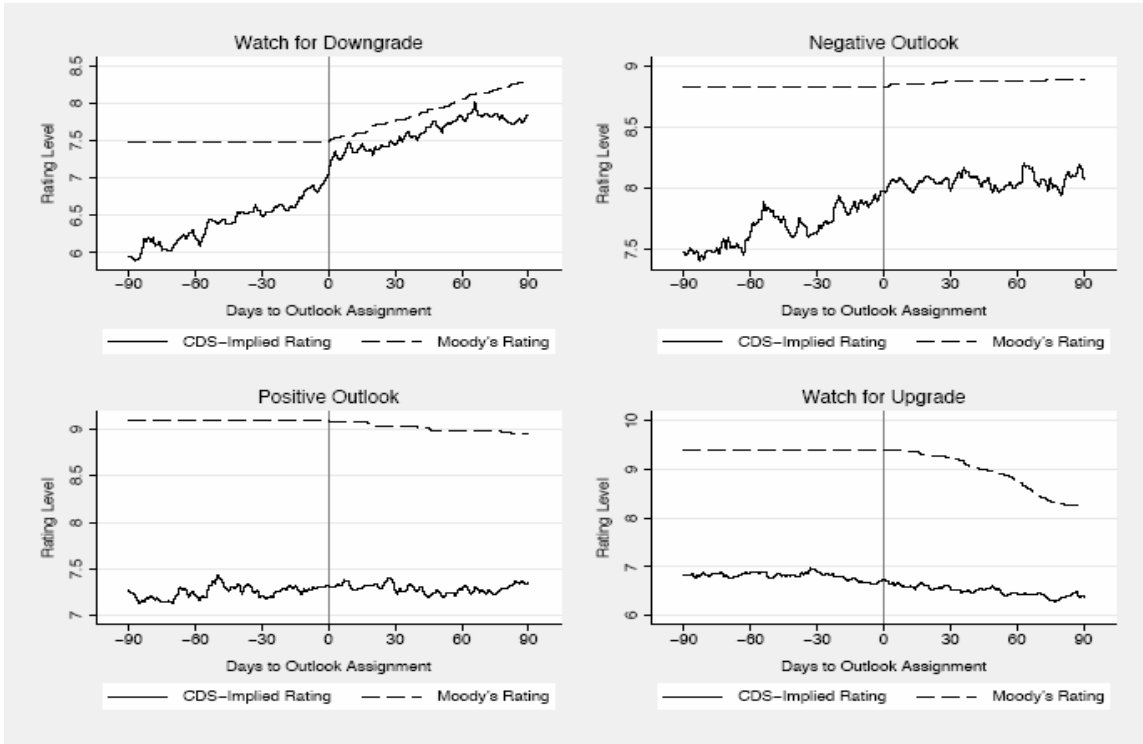 Watch for Downgrade
Rating Level
8.5
8
7.5
7
6.5
6
−90 −60 −30 0 30 60 90
Days to Outlook Assignment
CDS−Implied Rating Moody's Rating
Negative Outlook
Rating Level
9
8.5
8
7.5
−90 −60 −30 0 30 60 90
Days to Outlook Assignment
CDS−Implied Rating Moody's Rating
Positive Outlook
Rating Level
9
8.5
8
7.5
7
−90 −60 −30 0 30 60 90
Days to Outlook Assignment
CDS−Implied Rating Moody's Rating
Watch for Upgrade
Rating Level
10
9
8
7
6
−90 −60 −30 0 30 60 90
Days to Outlook Assignment
CDS−Implied Rating Moody's Rating